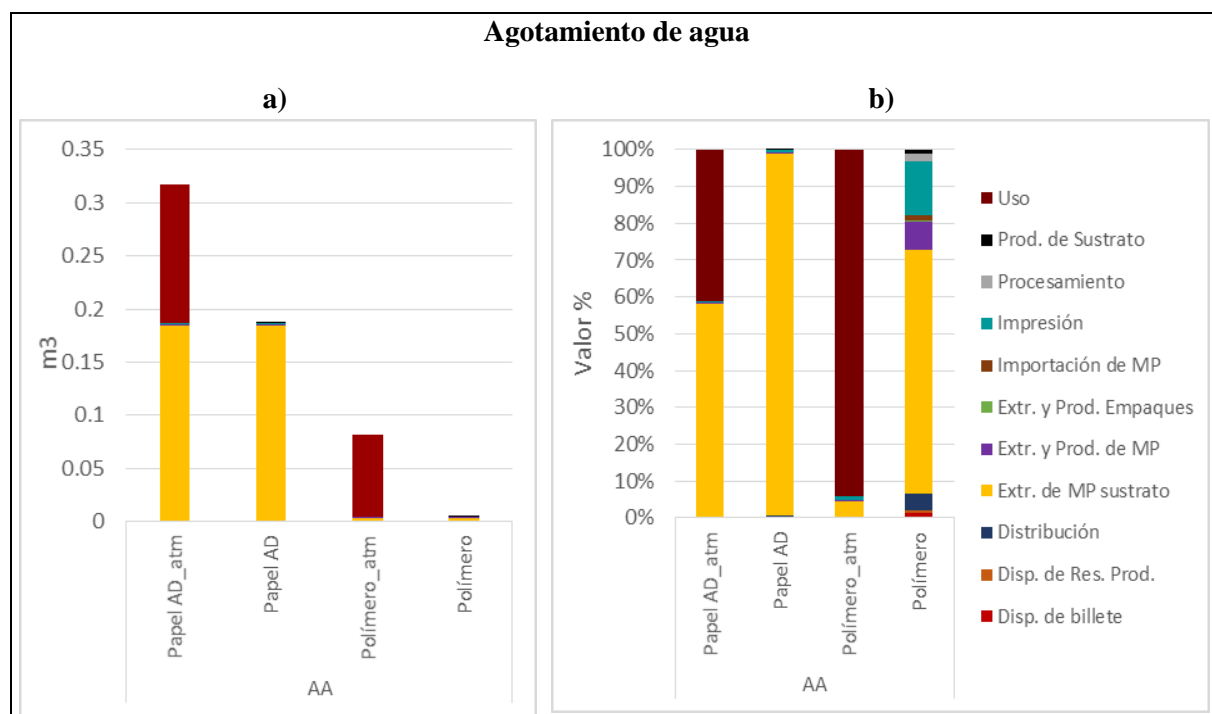 Agotamiento de agua
a)
0.35
0.3
0.25
0.2
0.15
0.1
0.05
0
m3
Papel AD_atm
Papel AD
Polímero_atm
Polímero
AA
b)
100%
90%
80%
70%
60%
50%
40%
30%
20%
10%
0%
Valor %
Papel AD_atm
Papel AD
Polímero_atm
Polímero
AA
Uso
Prod. de Sustrato
Procesamiento
Impresión
Importación de MP
Extr. y Prod. Empaques
Extr. y Prod. de MP
Extr. de MP sustrato
Distribución
Disp. de Res. Prod.
Disp. de billete